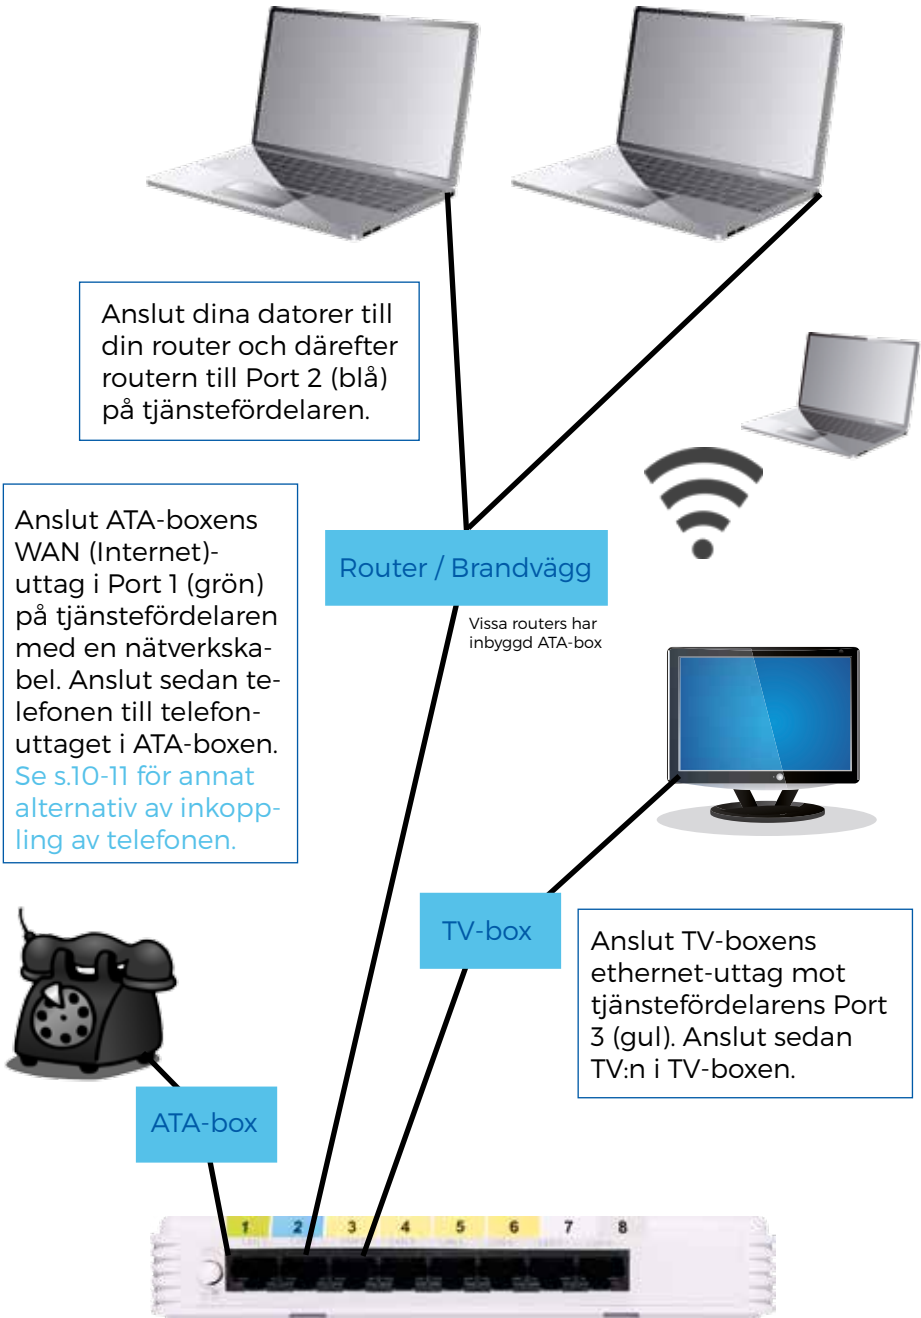 Anslut dina datorer till
din router och därefter
routern till Port 2 (blå)
på tjänstefördelaren.
Anslut ATA-boxens
WAN (Internet)-
uttag i Port 1 (grön)
på tjänstefördelaren
med en nätverkska-
bel. Anslut sedan te-
lefonen till telefon-
uttaget i ATA-boxen.
Se s.10-11 för annat
alternativ av inkopp-
ling av telefonen.
Router / Brandvägg
Vissa routers har
inbyggd ATA-box
TV-box
Anslut TV-boxens
ethernet-uttag mot
tjänstefördelarens Port
3 (gul). Anslut sedan
TV:n i TV-boxen.
ATA-box
1 2 3 4 5 6 7 8